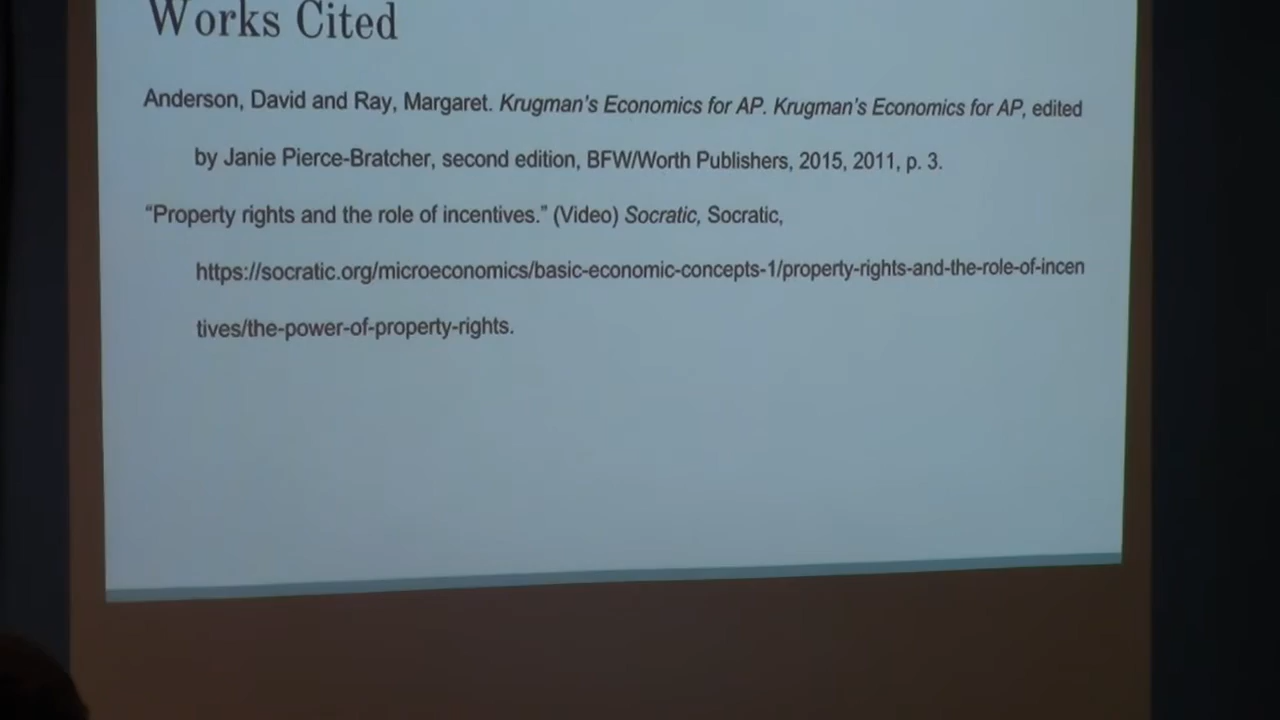 Works Cited
Anderson, David and Ray, Margaret. Krugman's Economics for AP. Krugman's Economics for AP, edited
by Janie Pierce-Bratcher, second edition, BFW/Worth Publishers, 2015, 2011, p. 3.
“Property rights and the role of incentives.” (Video) Socratic, Socratic,
https://socratic.org/microeconomics/basic-economic-concepts-1/property-rights-and-the-role-of-incen
tives/the-power-of-property-rights.